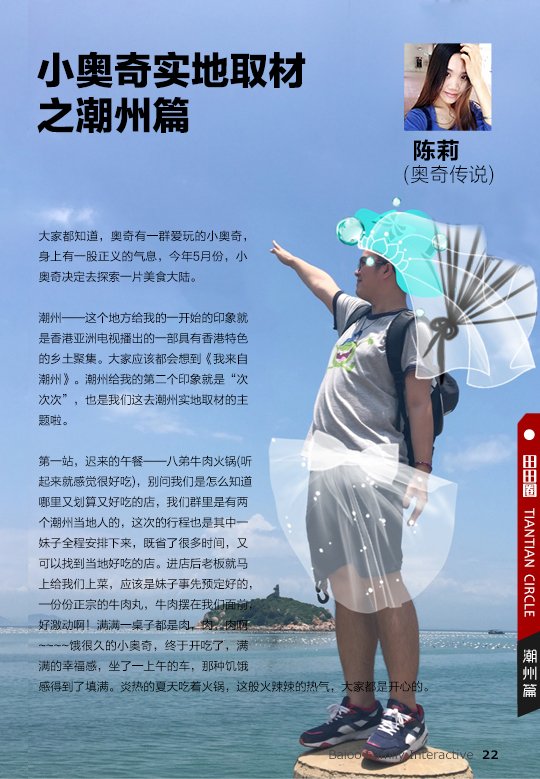 小奥奇实地取材
之潮州篇
陈莉
(奥奇传说)
大家都知道，奥奇有一群爱玩的小奥奇，
身上有一股正义的气息，今年5月份，小
奥奇决定去探索一片美食大陆。
潮州——这个地方给我的一开始的印象就
是香港亚洲电视播出的一部具有香港特色
的乡土聚集。大家应该都会想到《我来自
潮州》。潮州给我的第二个印象就是“次
次次”，也是我们这去潮州实地取材的主
题啦。
第一站，迟来的午餐——八弟牛肉火锅(听
起来就感觉很好吃)，别问我们是怎么知道
哪里又划算又好吃的店，我们群里是有两
个潮州当地人的，这次的行程也是其中一
妹子全程安排下来，既省了很多时间，又
可以找到当地好吃的店。进店后老板就马
上给我们上菜，应该是妹子事先预定好的，
一份份正宗的牛肉丸，牛肉摆在我们面前，
好激动啊！满满一桌子都是肉，肉，肉啊
~~~~饿很久的小奥奇，终于开吃了，满
满的幸福感，坐了一上午的车，那种饥饿
感得到了填满。炎热的夏天吃着火锅，这般火辣辣的热气，大家都是开心的。
田田圈 TIANTIAN CIRCLE
潮州篇
Interactive 22